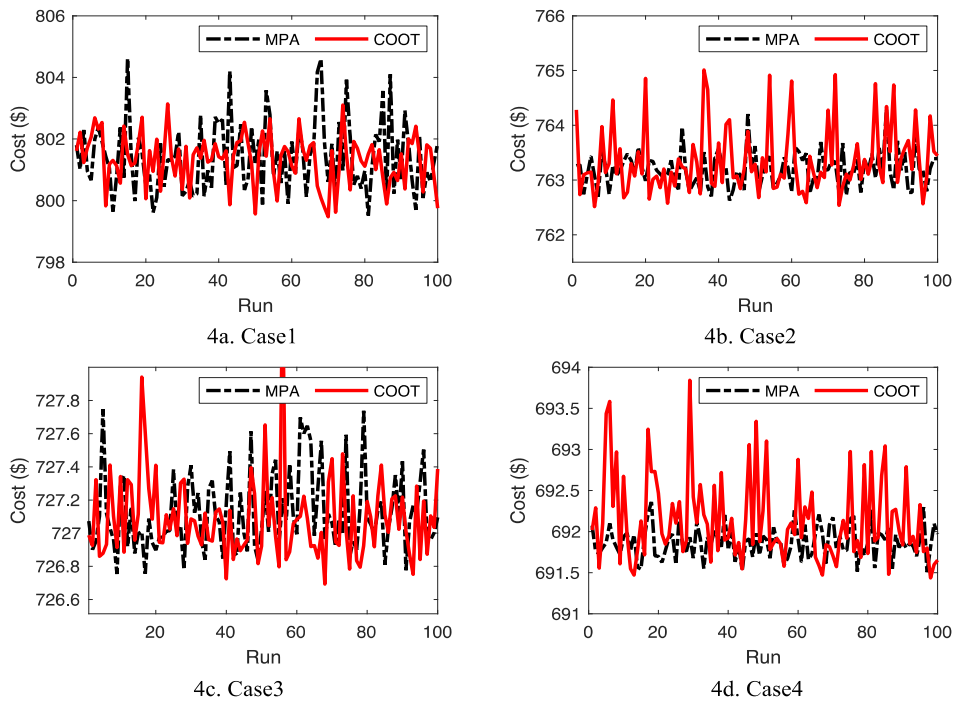 806
804
802
800
798
Cost ($)
MPA COOT
0 20 40 60 80 100
Run
4a. Case1
766
765
764
763
762
Cost ($)
MPA COOT
0 20 40 60 80 100
Run
4b. Case2
727.8
727.6
727.4
727.2
727
726.8
726.6
Cost ($)
MPA COOT
20 40 60 80 100
Run
4c. Case3
694
693.5
693
692.5
692
691.5
691
Cost ($)
MPA COOT
0 20 40 60 80 100
Run
4d. Case4